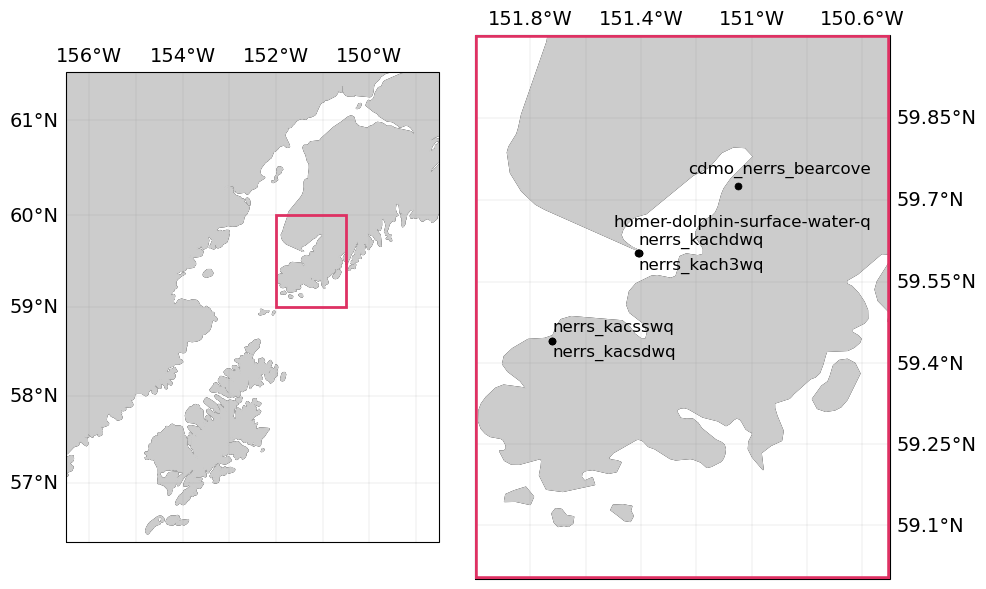 156°W 154°W 152°W 150°W
61°N
60°N
59°N
58°N
57°N
151.8°W 151.4°W 151°W 150.6°W
59.85°N
59.7°N
59.55°N
59.4°N
59.25°N
59.1°N
cdmo_nerrs_bearcove
homer-dolphin-surface-water-q
nerrs_kachdwq
nerrs_kach3wq
nerrs_kacsswq
nerrs_kacsdwq